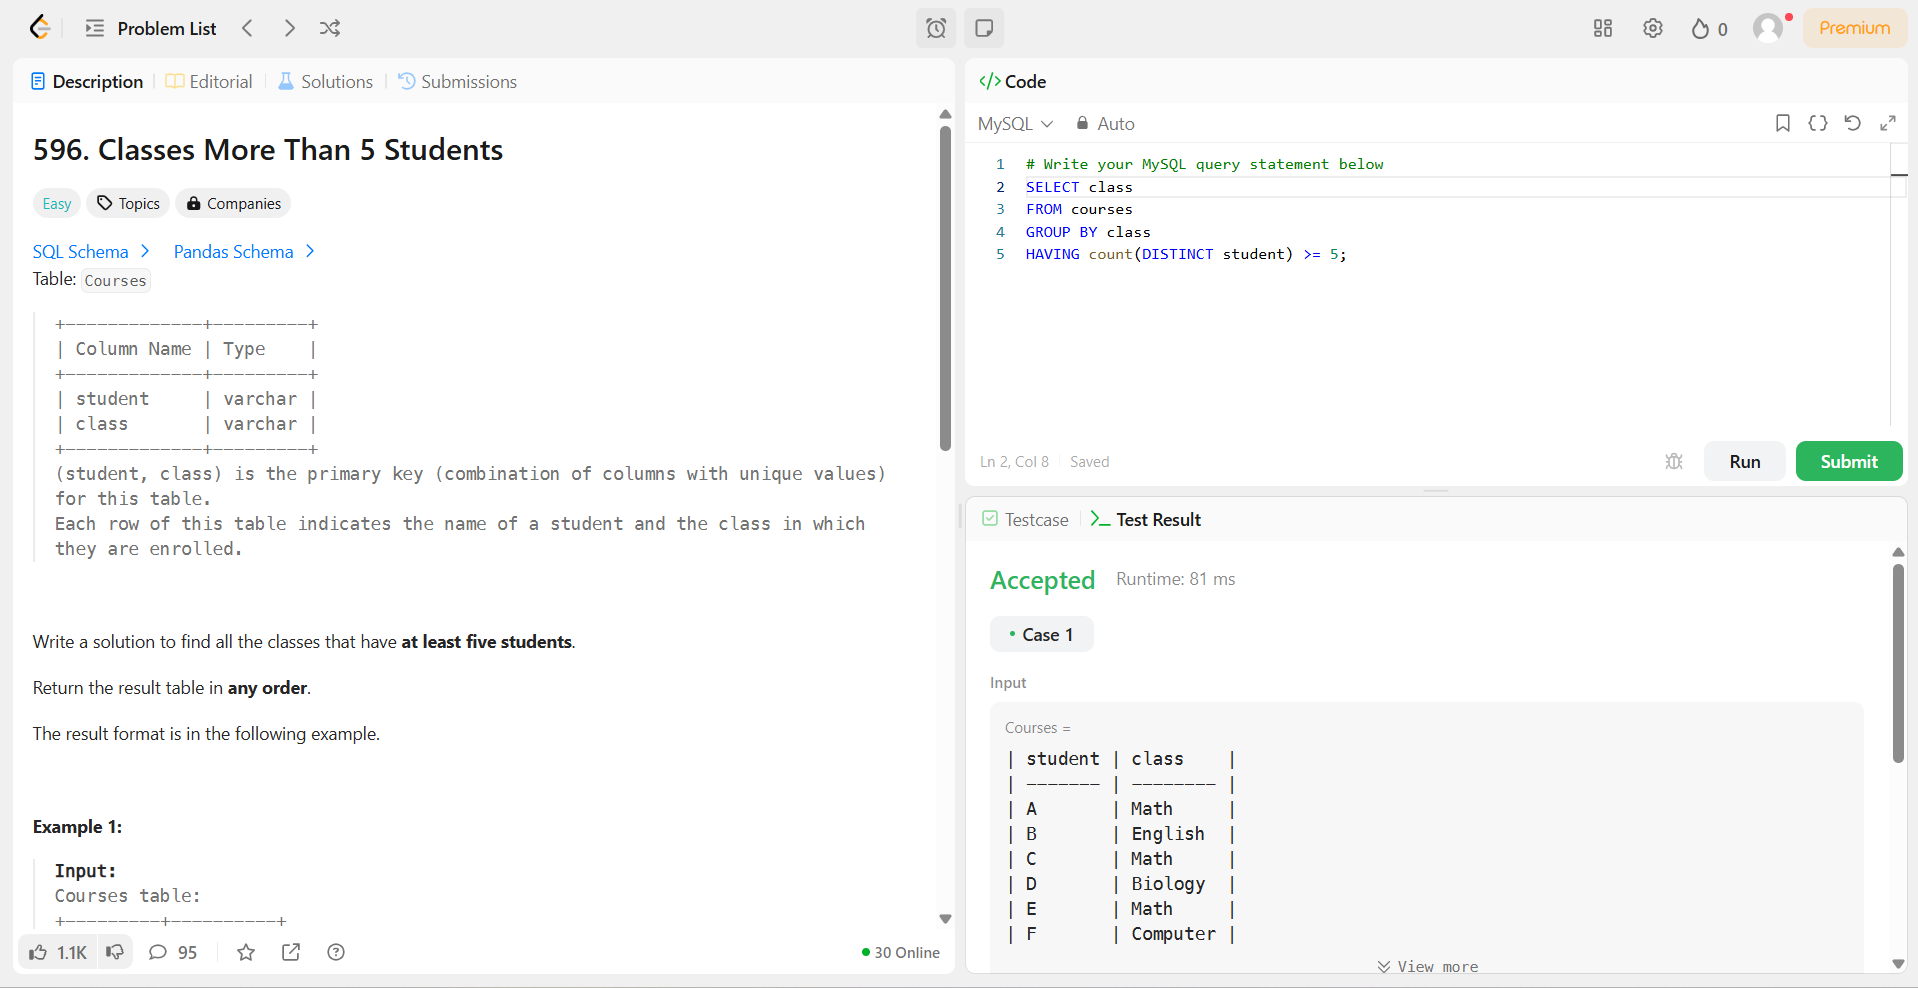 Problem List
0
Premium
Description
Editorial
Solutions
Submissions
596. Classes More Than 5 Students
Easy
Topics
Companies
SQL Schema
Pandas Schema
Table: Courses
+-------------+---------+
| Column Name | Type    |
+-------------+---------+
| student     | varchar |
| class       | varchar |
+-------------+---------+
(student, class) is the primary key (combination of columns with unique values)
for this table.
Each row of this table indicates the name of a student and the class in which
they are enrolled.
Write a solution to find all the classes that have at least five students.
Return the result table in any order.
The result format is in the following example.
Example 1:
Input:
Courses table:
+---------+----------+
1.1K
95
30 Online
</> Code
MySQL
Auto
1 # Write your MySQL query statement below
2 SELECT class
3 FROM courses
4 GROUP BY class
5 HAVING count(DISTINCT student) >= 5;
Ln 2, Col 8
Saved
Run
Submit
Testcase
Test Result
Accepted
Runtime: 81 ms
Case 1
Input
Courses =
| student | class    |
| ------- | -------- |
| A       | Math     |
| B       | English  |
| C       | Math     |
| D       | Biology  |
| E       | Math     |
| F       | Computer |
View more